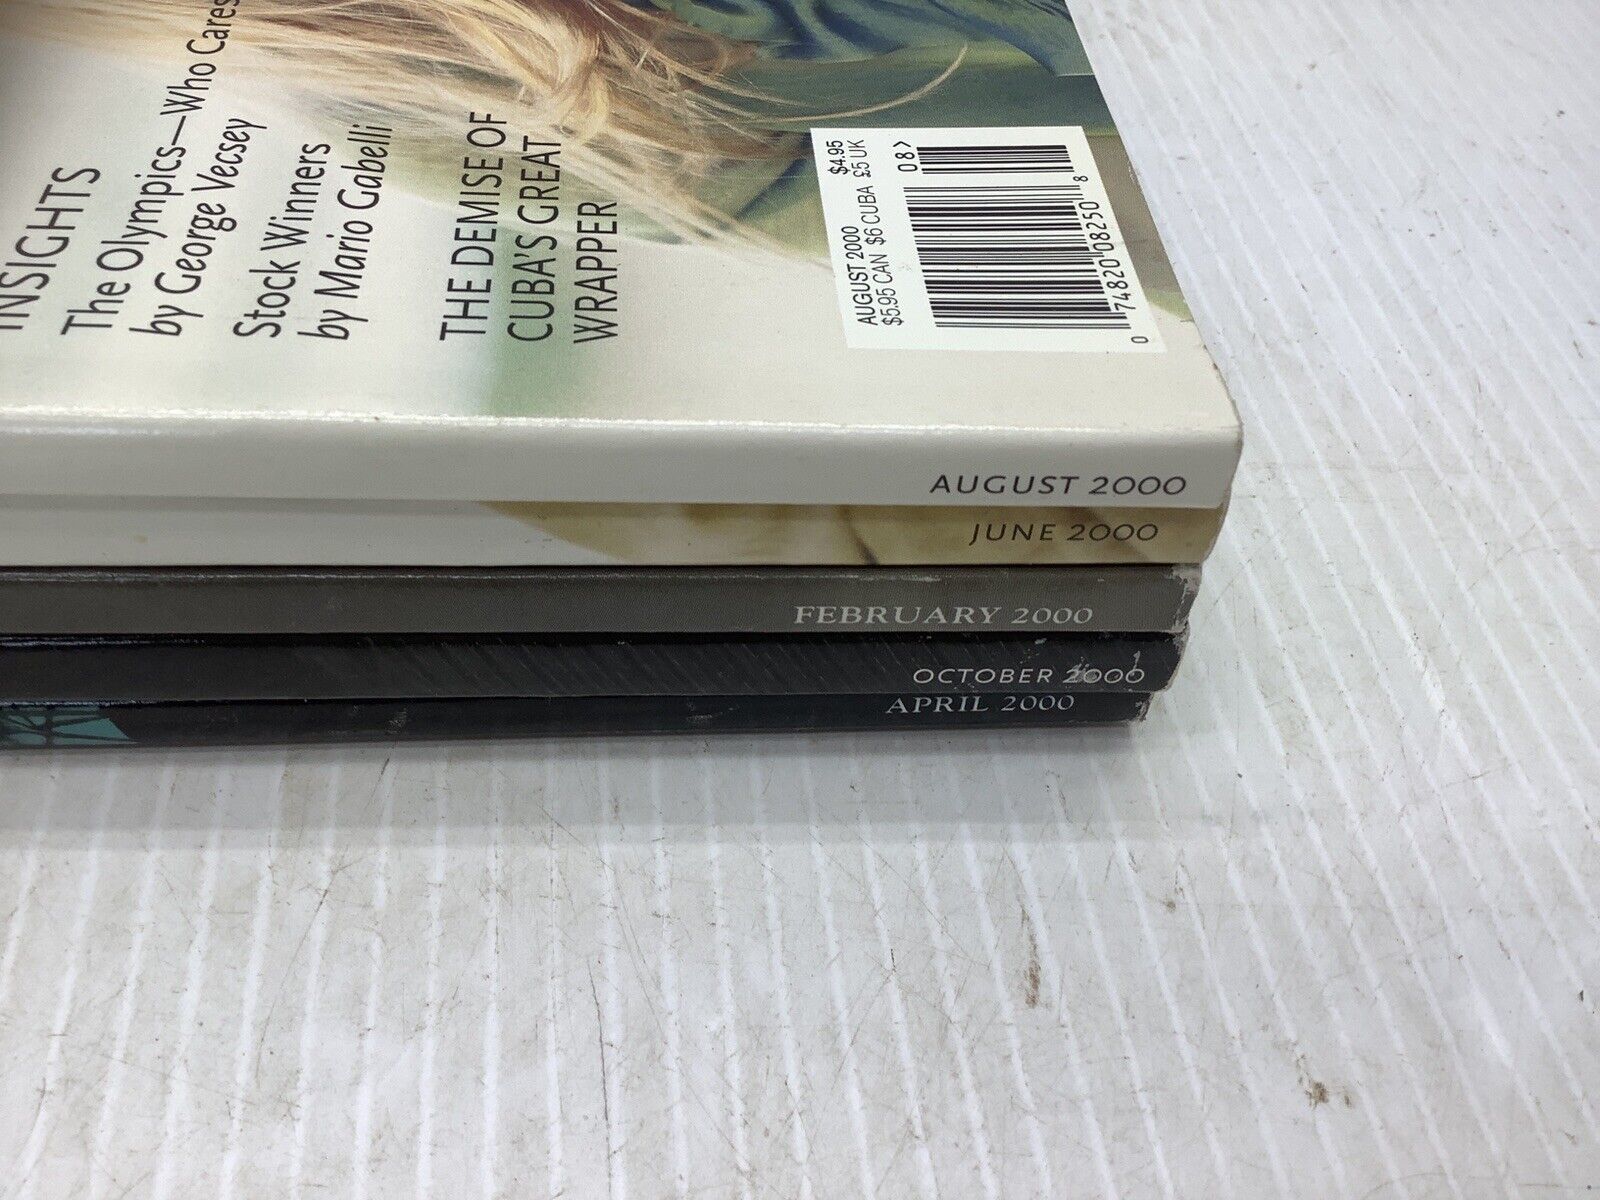 INSIGHTS
The Olympics—Who Cares
by George Vecsey
Stock Winners
by Mario Gabelli
THE DEMISE OF
CUBA'S GREAT
WRAPPER
AUGUST 2000 $4.95
$5.95 CAN $6 CUBA £5 UK
08>
0 74820 08250 8
AUGUST 2000
JUNE 2000
FEBRUARY 2000
OCTOBER 2000
APRIL 2000